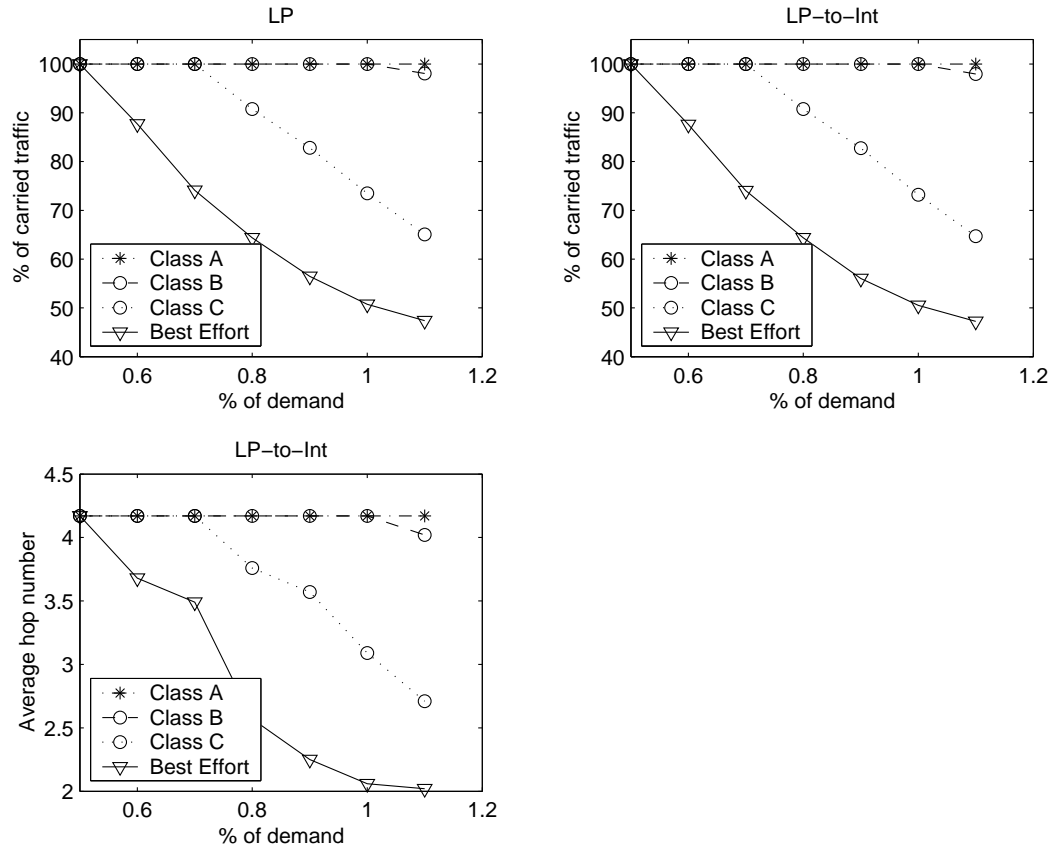 LP
100
90
80
70
60
50
40
% of carried traffic
Class A
Class B
Class C
Best Effort
0.6 0.8 1 1.2
% of demand
LP−to−Int
100
90
80
70
60
50
40
% of carried traffic
Class A
Class B
Class C
Best Effort
0.6 0.8 1 1.2
% of demand
LP−to−Int
4.5
4
3.5
3
2.5
2
Average hop number
Class A
Class B
Class C
Best Effort
0.6 0.8 1 1.2
% of demand